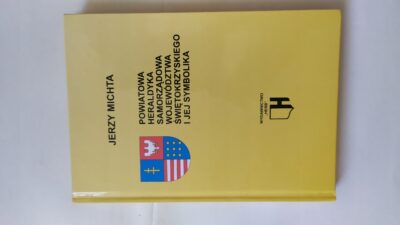 JERZY MICHTA
POWIATOWA
HERALDYKA
SAMORZĄDOWA
WOJEWÓDZTWA
ŚWIĘTOKRZYSKIEGO
I JEJ SYMBOLIKA